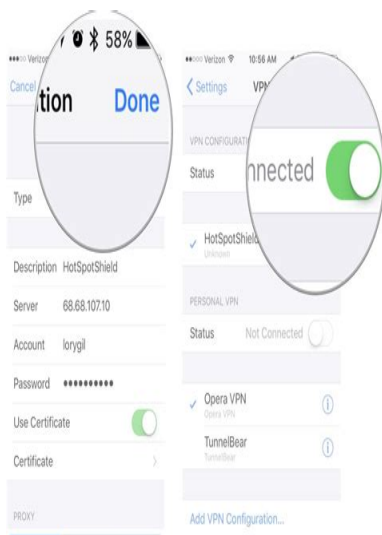 Verizon
58%
Cancel
tion Done
Type
Description HotSpotShield
Server 68.68.107.10
Account lorygil
Password ••••••••••
Use Certificate
Certificate
PROXY
Verizon 10:56 AM
Settings VPN
VPN CONFIGURAT
Status nnected
HotSpotShield
Unknown
PERSONAL VPN
Status Not Connected
Opera VPN
Opera VPN
TunnelBear
TunnelBear
Add VPN Configuration...